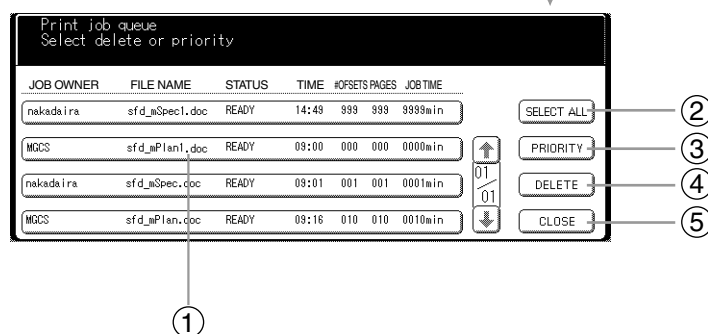 Print job queue
Select delete or priority
JOB OWNER FILE NAME STATUS TIME #OFSETS PAGES JOB TIME
nakadaira sfd_mSpec1.doc READY 14:49 999 999 9999min
SELECT ALL ②
MGCS sfd_mPlan1.doc READY 09:00 000 000 0000min
PRIORITY ③
nakadaira sfd_mSpec.doc READY 09:01 001 001 0001min
01/01
DELETE ④
MGCS sfd_mPlan.doc READY 09:16 010 010 0010min
CLOSE ⑤
①